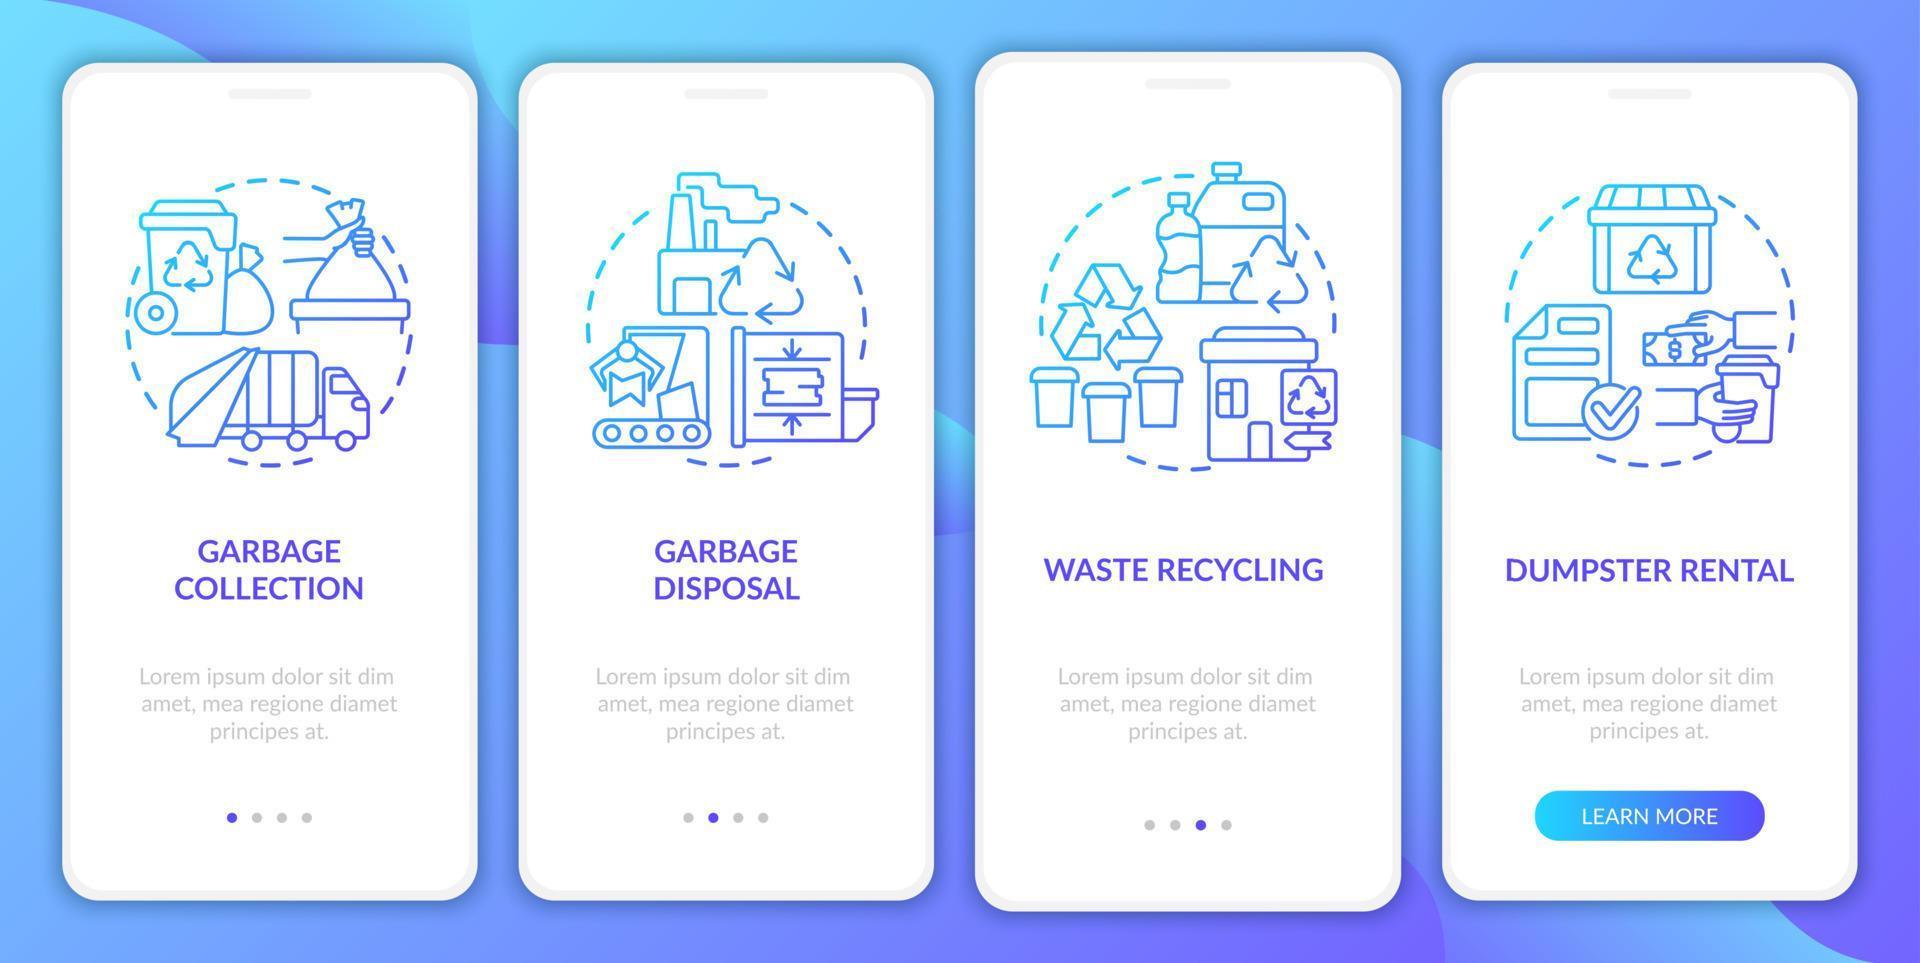 GARBAGE
COLLECTION
Lorem ipsum dolor sit dim
amet, mea regione diamet
principes at.
GARBAGE
DISPOSAL
Lorem ipsum dolor sit dim
amet, mea regione diamet
principes at.
WASTE RECYCLING
Lorem ipsum dolor sit dim
amet, mea regione diamet
principes at.
DUMPSTER RENTAL
Lorem ipsum dolor sit dim
amet, mea regione diamet
principes at.
LEARN MORE